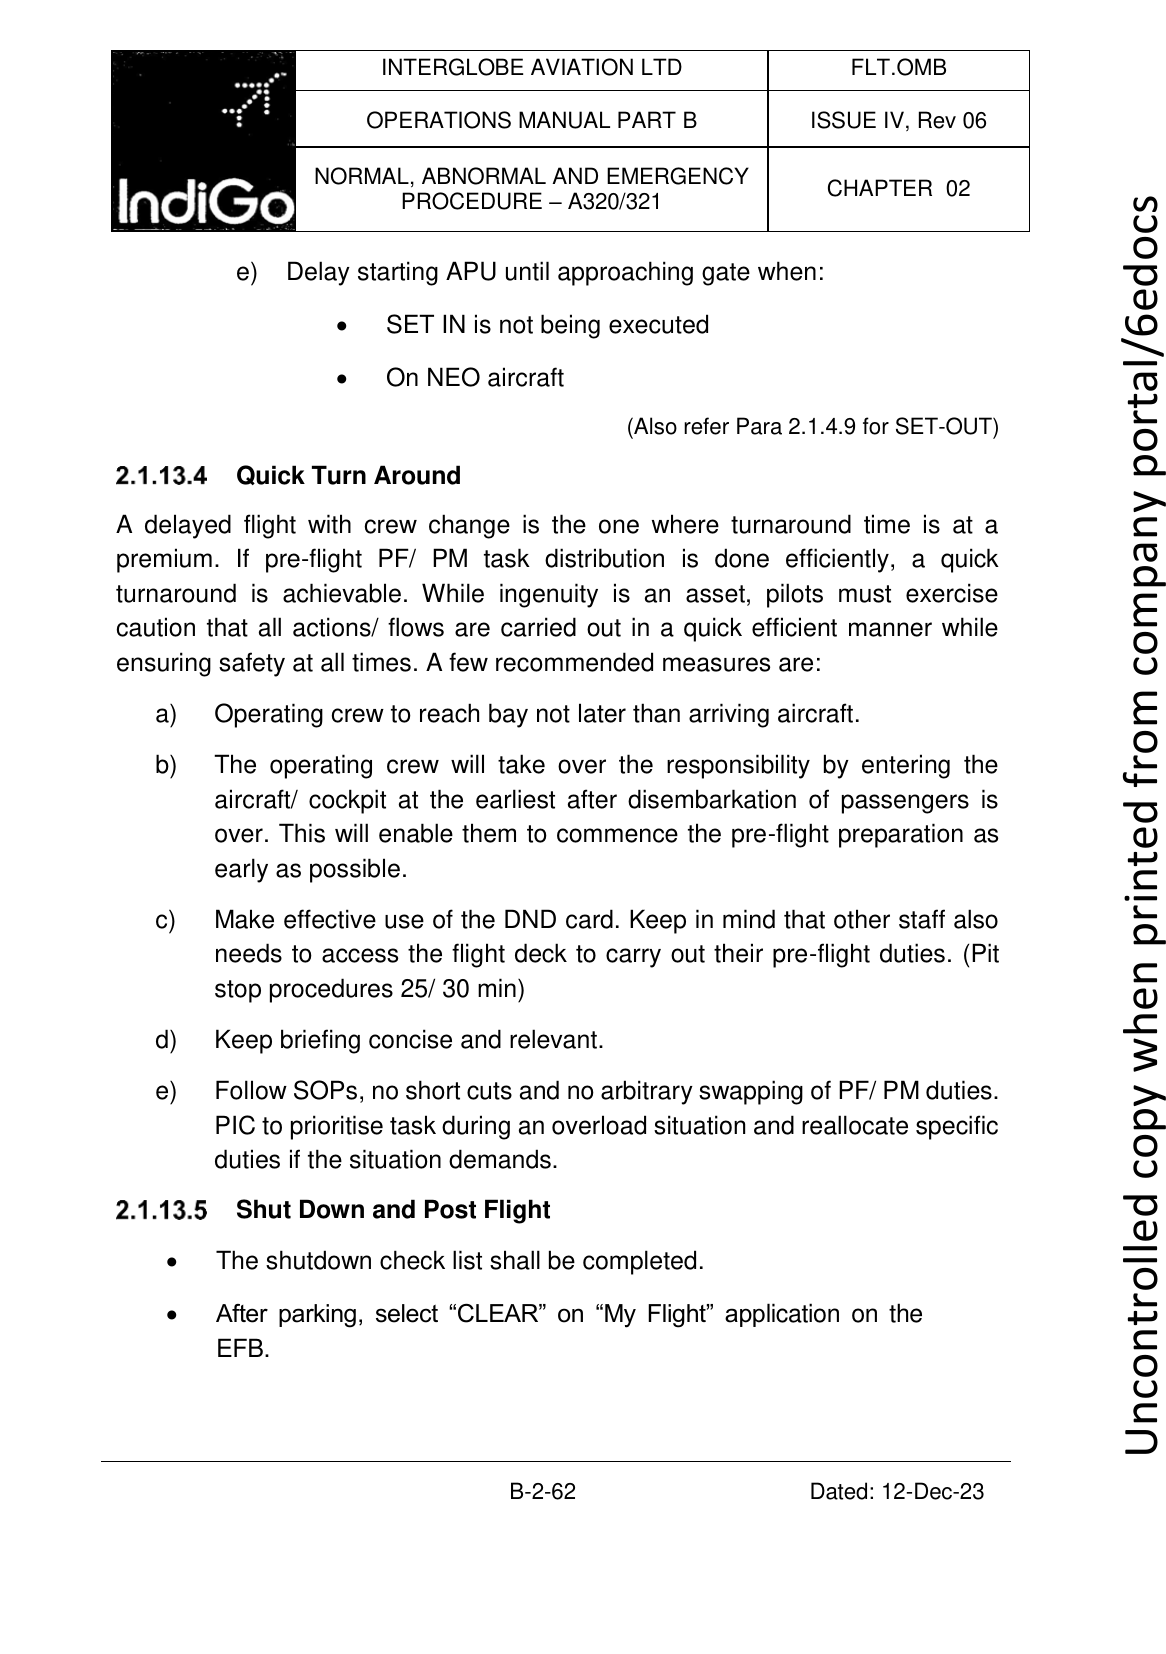 INTERGLOBE AVIATION LTD
FLT.OMB
OPERATIONS MANUAL PART B
ISSUE IV, Rev 06
IndiGo
NORMAL, ABNORMAL AND EMERGENCY
PROCEDURE – A320/321
CHAPTER 02
e) Delay starting APU until approaching gate when:
• SET IN is not being executed
• On NEO aircraft
(Also refer Para 2.1.4.9 for SET-OUT)
2.1.13.4 Quick Turn Around
A delayed flight with crew change is the one where turnaround time is at a
premium. If pre-flight PF/ PM task distribution is done efficiently, a quick
turnaround is achievable. While ingenuity is an asset, pilots must exercise
caution that all actions/ flows are carried out in a quick efficient manner while
ensuring safety at all times. A few recommended measures are:
a) Operating crew to reach bay not later than arriving aircraft.
b) The operating crew will take over the responsibility by entering the
aircraft/ cockpit at the earliest after disembarkation of passengers is
over. This will enable them to commence the pre-flight preparation as
early as possible.
c) Make effective use of the DND card. Keep in mind that other staff also
needs to access the flight deck to carry out their pre-flight duties. (Pit
stop procedures 25/ 30 min)
d) Keep briefing concise and relevant.
e) Follow SOPs, no short cuts and no arbitrary swapping of PF/ PM duties.
PIC to prioritise task during an overload situation and reallocate specific
duties if the situation demands.
2.1.13.5 Shut Down and Post Flight
• The shutdown check list shall be completed.
• After parking, select “CLEAR” on “My Flight” application on the
EFB.
B-2-62
Dated: 12-Dec-23
Uncontrolled copy when printed from company portal/6edocs